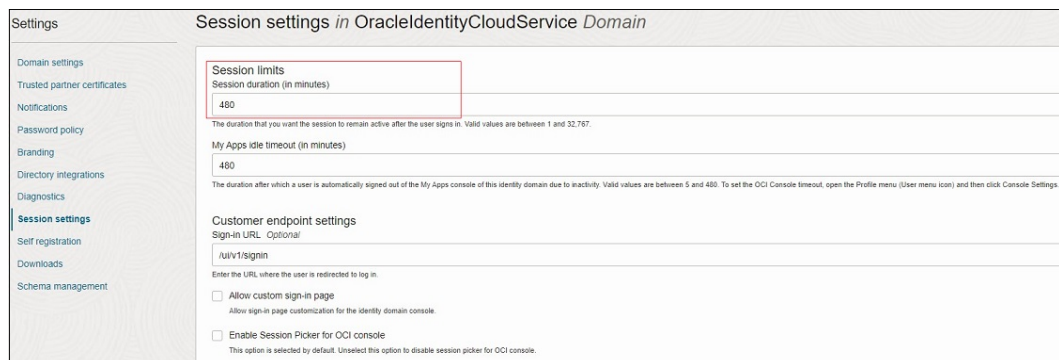 Settings
Domain settings
Trusted partner certificates
Notifications
Password policy
Branding
Directory integrations
Diagnostics
Session settings
Self registration
Downloads
Schema management
Session settings in OracleIdentityCloudService Domain
Session limits
Session duration (in minutes)
480
The duration that you want the session to remain active after the user signs in. Valid values are between 1 and 32,767.
My Apps idle timeout (in minutes)
480
The duration after which a user is automatically signed out of the My Apps console of this identity domain due to inactivity. Valid values are between 5 and 480. To set the OCI Console timeout, open the Profile menu (User menu icon) and then click Console Settings.
Customer endpoint settings
Sign-in URL Optional
/ui/v1/signin
Enter the URL where the user is redirected to log in.
Allow custom sign-in page
Allow sign-in page customization for the identity domain console.
Enable Session Picker for OCI console
This option is selected by default. Unselect this option to disable session picker for OCI console.